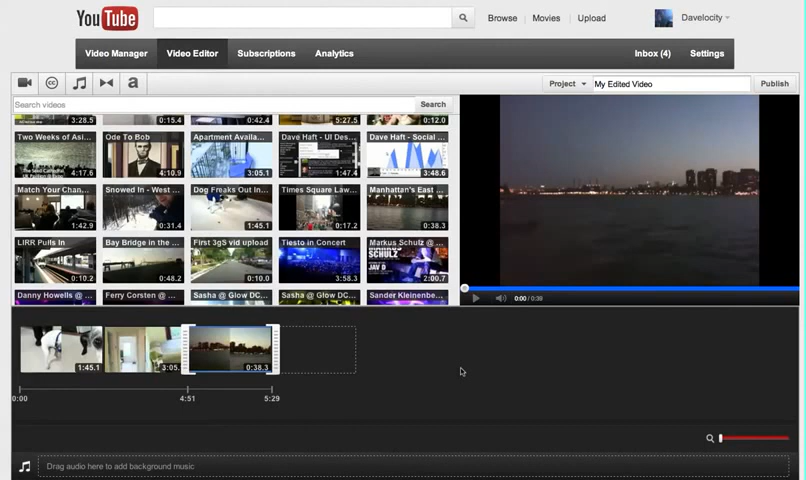 YouTube
Browse Movies Upload Davelocity
Video Manager Video Editor Subscriptions Analytics Inbox (4) Settings
cc a Project My Edited Video Publish
Search videos Search
3:28.5 0:15.4 0:42.4 5:27.5 0:12.0
Two Weeks of Asi... Ode To Bob Apartment Availa... Dave Haft - UI Des... Dave Haft - Social ...
4:17.6 4:10.9 3:05.1 1:47.4 3:48.6
Match Your Chan... Snowed In - West ... Dog Freaks Out In... Times Square Law... Manhattan's East ...
1:42.9 0:31.4 1:45.1 0:17.2 0:38.3
LIRR Pulls In Bay Bridge in the ... First 3gS vid upload Tiesto in Concert Markus Schulz @ ...
0:10.2 0:48.2 0:10.0 3:58.3 2:00.7
Danny Howells @ ... Ferry Corsten @ ... Sasha @ Glow DC... Sasha @ Glow DC... Sander Kleinenbe...
0:00 / 0:39
1:45.1 3:05. 0:38.3
0:00 4:51 5:29
Drag audio here to add background music